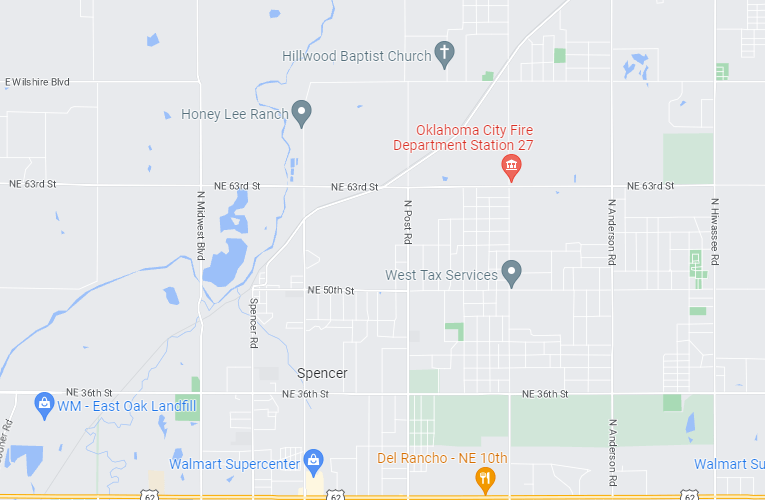 Hillwood Baptist Church
E Wilshire Blvd
Honey Lee Ranch
Oklahoma City Fire
Department Station 27
NE 63rd St
NE 63rd St
NE 63rd St
NE 63rd St
N Midwest Blvd
N Post Rd
N Anderson Rd
N Hiwassee Rd
West Tax Services
NE 50th St
Spencer Rd
Spencer
NE 36th St
NE 36th St
NE 36th St
WM - East Oak Landfill
ooner Rd
N Anderson Rd
Walmart Supercenter
Del Rancho - NE 10th
Walmart Su
62
62
62